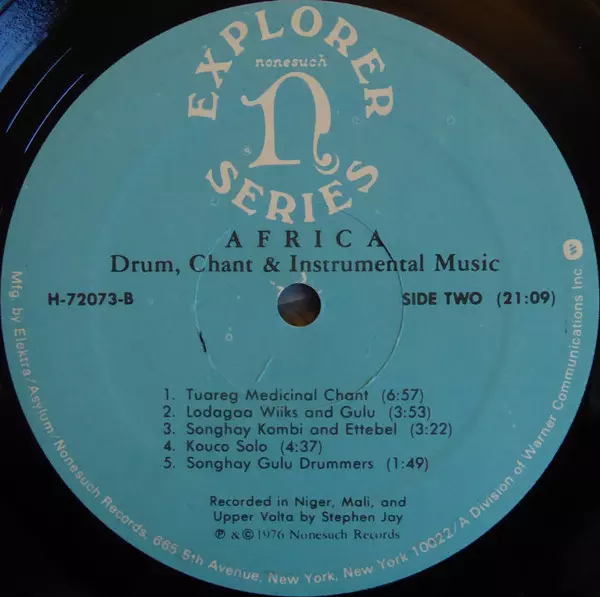 EXPLORER
nonesuch
n
SERIES
AFRICA
Drum, Chant & Instrumental Music
H-72073-B
SIDE TWO (21:09)
1. Tuareg Medicinal Chant (6:57)
2. Lodagaa Wiiks and Gulu (3:53)
3. Songhay Kombi and Ettebel (3:22)
4. Kouco Solo (4:37)
5. Songhay Gulu Drummers (1:49)
Recorded in Niger, Mali, and
Upper Volta by Stephen Jay
℗ & © 1976 Nonesuch Records
Mfg. by Elektra/Asylum/Nonesuch Records, 665 5th Avenue, New York, New York 10022/A Division of Warner Communications Inc.